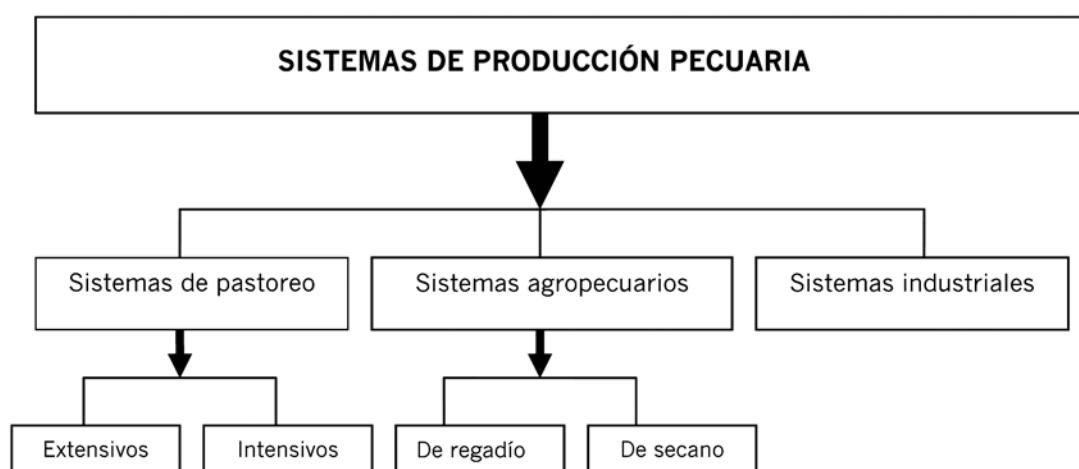 SISTEMAS DE PRODUCCIÓN PECUARIA
Sistemas de pastoreo
Sistemas agropecuarios
Sistemas industriales
Extensivos
Intensivos
De regadío
De secano